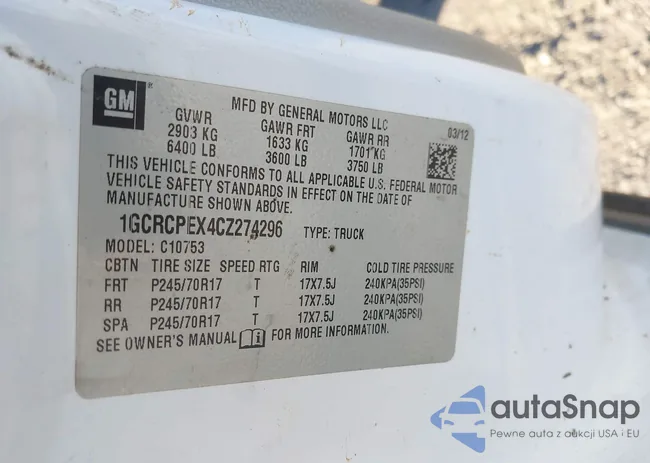 GM
MFD BY GENERAL MOTORS LLC
03/12
GVWR GAWR FRT GAWR RR
2903 KG 1633 KG 1701 KG
6400 LB 3600 LB 3750 LB
THIS VEHICLE CONFORMS TO ALL APPLICABLE U.S. FEDERAL MOTOR
VEHICLE SAFETY STANDARDS IN EFFECT ON THE DATE OF
MANUFACTURE SHOWN ABOVE.
1GCRCPEX4CZ274296 TYPE: TRUCK
MODEL: C10753
CBTN TIRE SIZE SPEED RTG RIM COLD TIRE PRESSURE
FRT P245/70R17 T 17X7.5J 240KPA(35PSI)
RR P245/70R17 T 17X7.5J 240KPA(35PSI)
SPA P245/70R17 T 17X7.5J 240KPA(35PSI)
SEE OWNER'S MANUAL FOR MORE INFORMATION.
autaSnap
Pewne auta z aukcji USA i EU